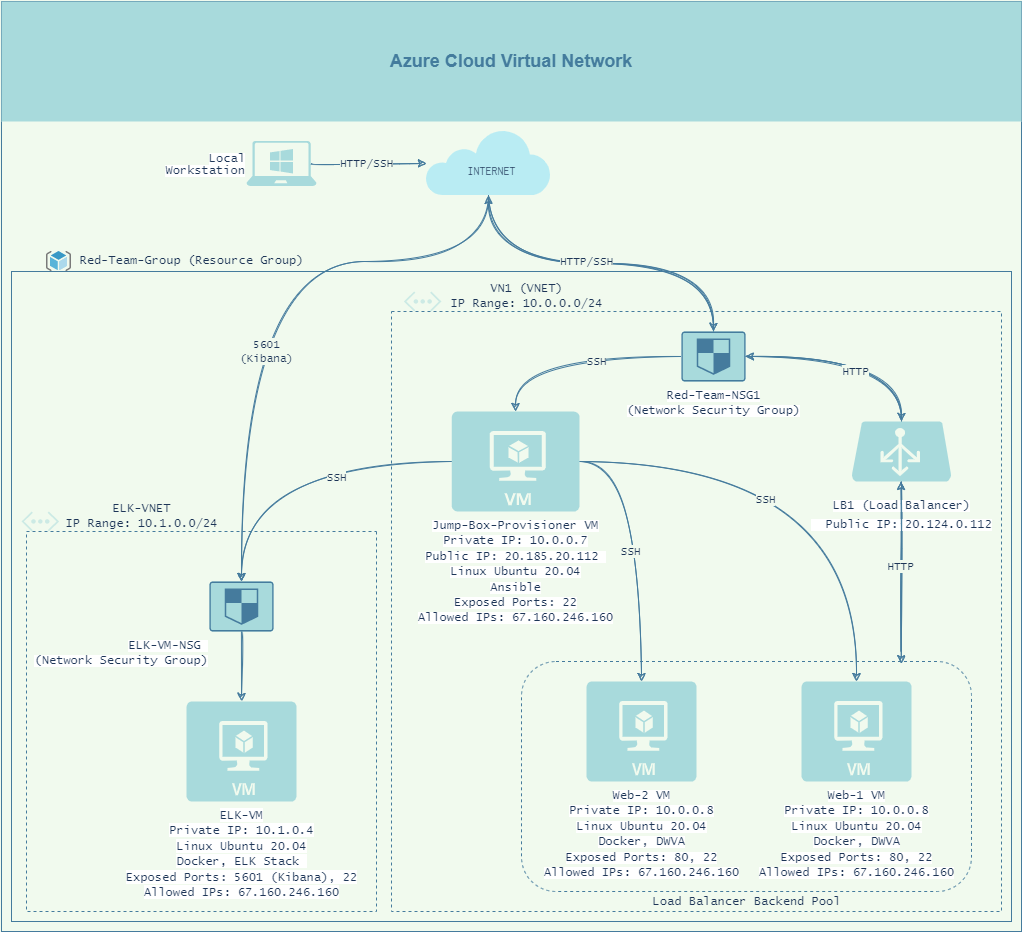 Azure Cloud Virtual Network
Local
Workstation
HTTP/SSH
INTERNET
Red-Team-Group (Resource Group)
HTTP/SSH
VN1 (VNET)
IP Range: 10.0.0.0/24
5601
(Kibana)
SSH
HTTP
Red-Team-NSG1
(Network Security Group)
SSH
VM
SSH
LB1 (Load Balancer)
Public IP: 20.124.0.112
ELK-VNET
IP Range: 10.1.0.0/24
Jump-Box-Provisioner VM
Private IP: 10.0.0.7
Public IP: 20.185.20.112
Linux Ubuntu 20.04
Ansible
Exposed Ports: 22
Allowed IPs: 67.160.246.160
SSH
HTTP
ELK-VM-NSG
(Network Security Group)
VM
ELK-VM
Private IP: 10.1.0.4
Linux Ubuntu 20.04
Docker, ELK Stack
Exposed Ports: 5601 (Kibana), 22
Allowed IPs: 67.160.246.160
VM
Web-2 VM
Private IP: 10.0.0.8
Linux Ubuntu 20.04
Docker, DWVA
Exposed Ports: 80, 22
Allowed IPs: 67.160.246.160
VM
Web-1 VM
Private IP: 10.0.0.8
Linux Ubuntu 20.04
Docker, DWVA
Exposed Ports: 80, 22
Allowed IPs: 67.160.246.160
Load Balancer Backend Pool